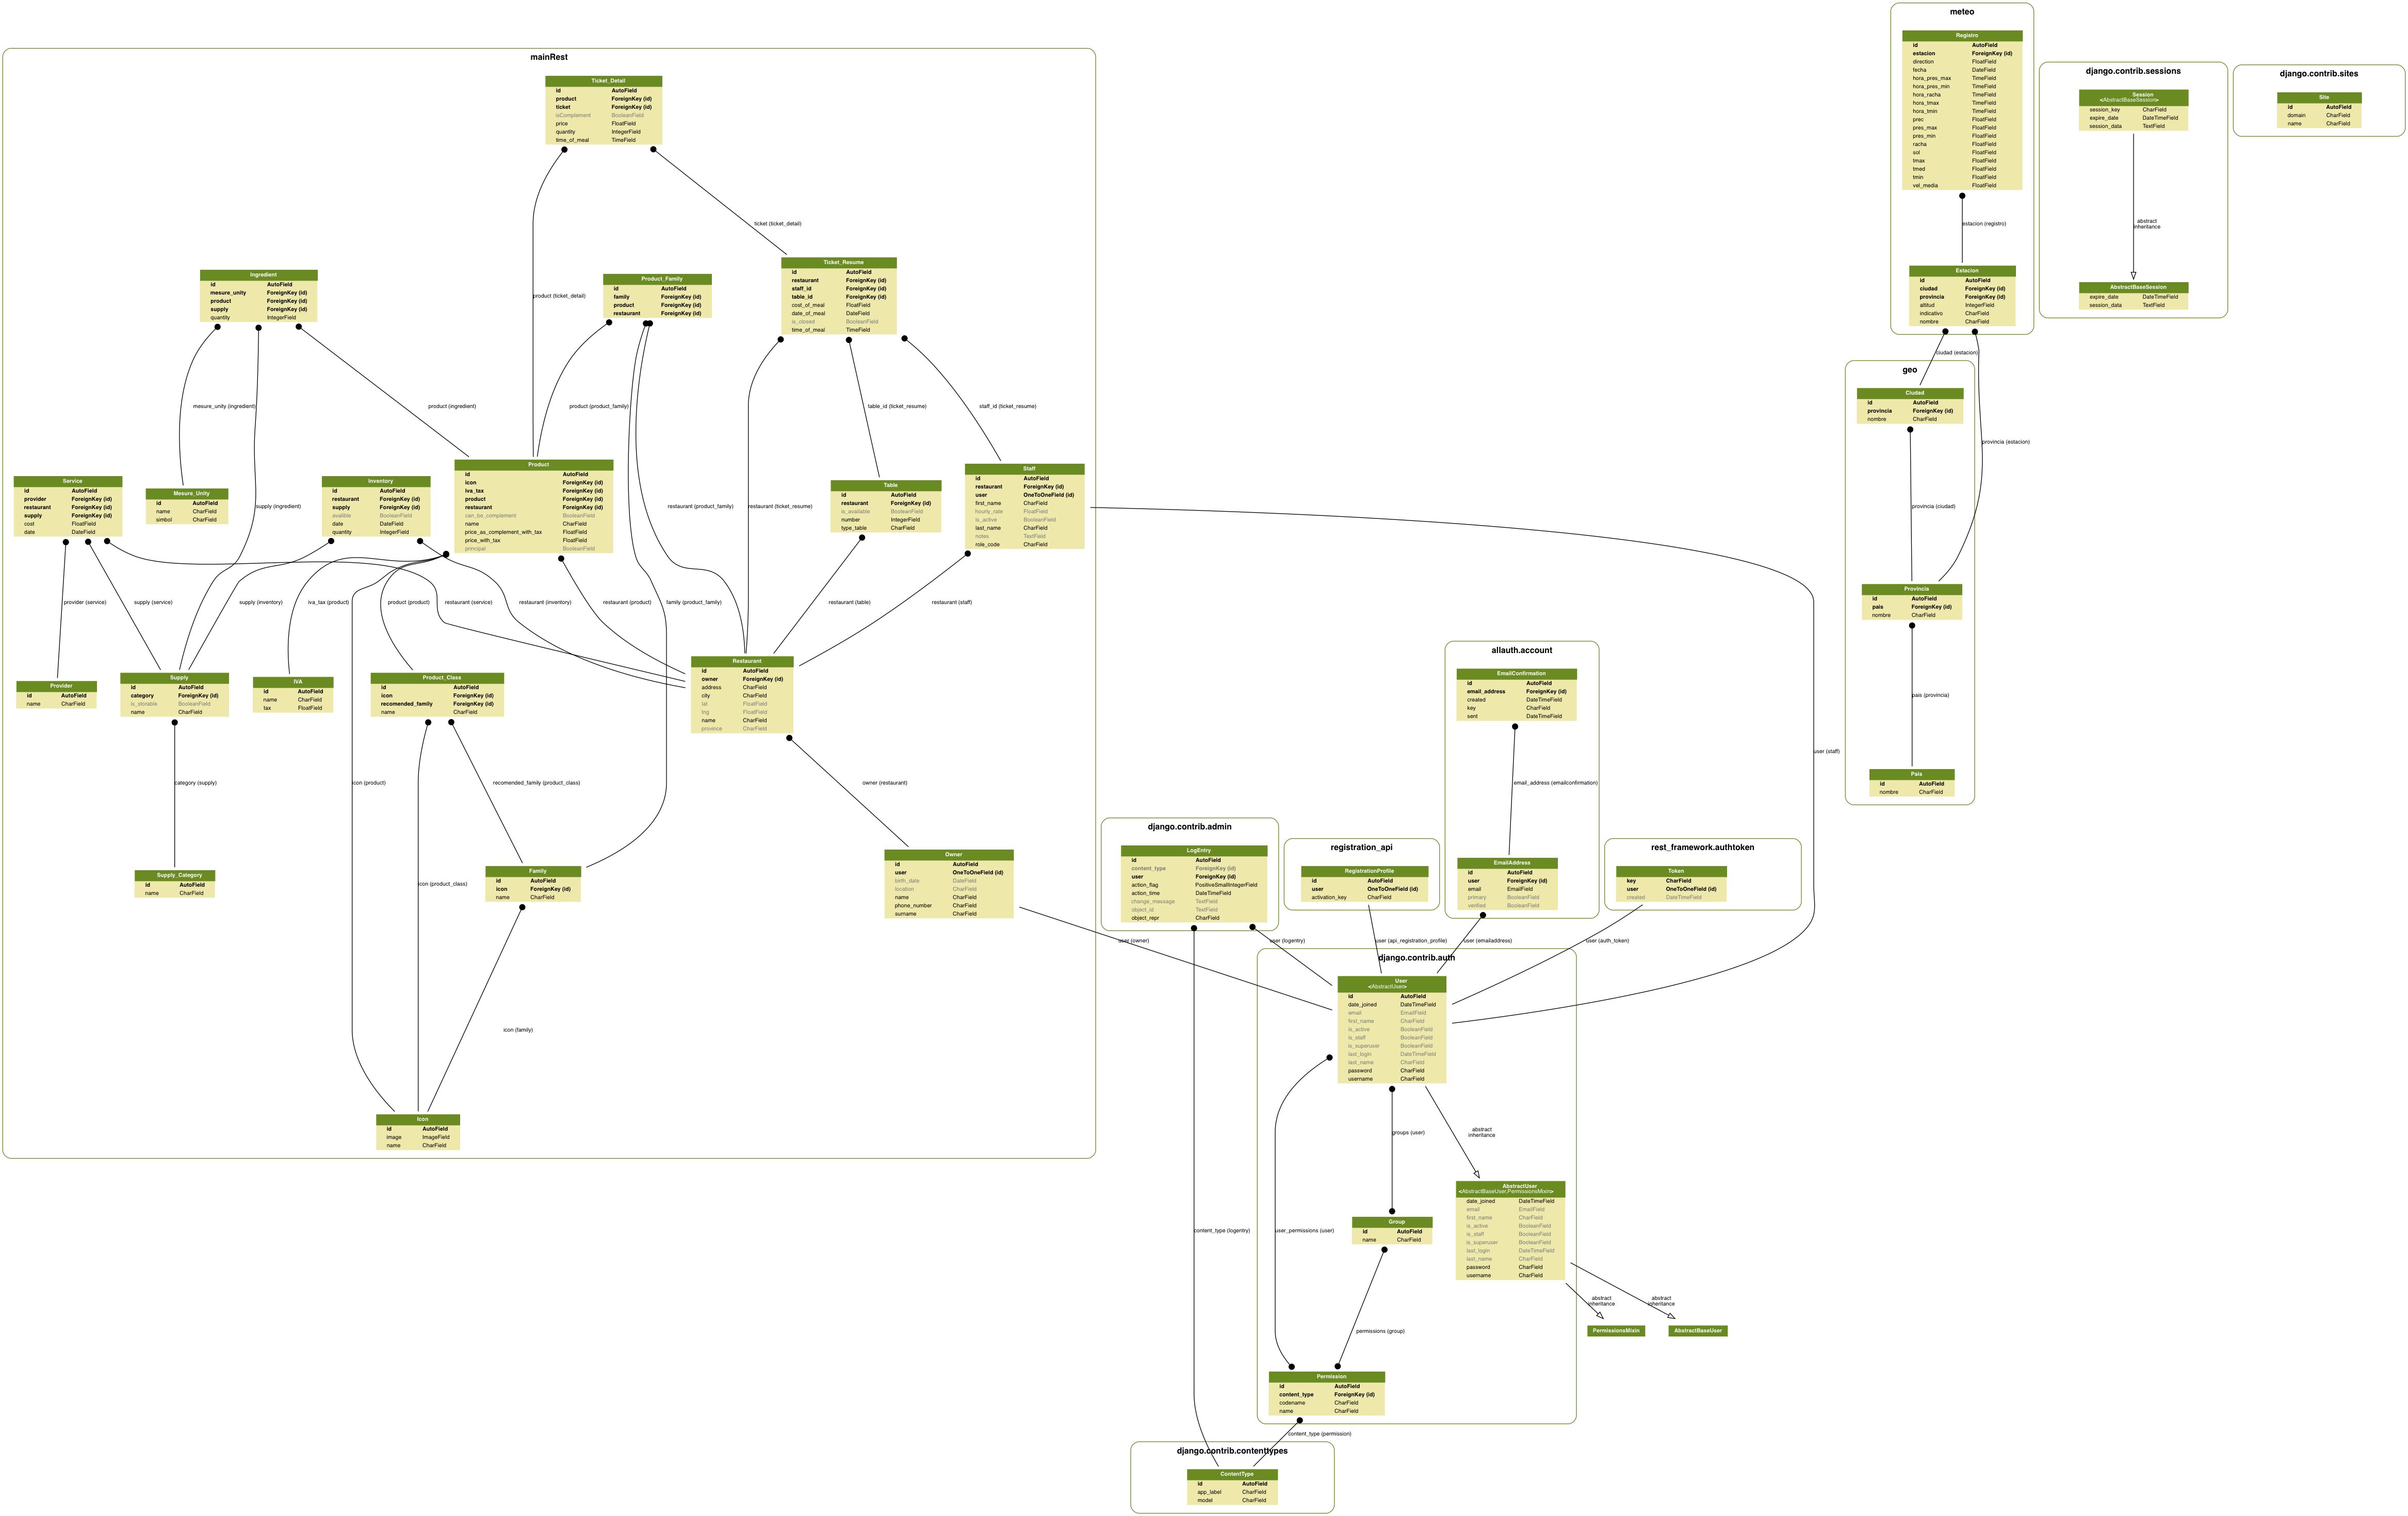 mainRest
Ticket_Detail
id AutoField
product ForeignKey (id)
ticket ForeignKey (id)
isComplement BooleanField
price FloatField
quantity IntegerField
time_of_meal TimeField
product (ticket_detail)
ticket (ticket_detail)
Ingredient
id AutoField
mesure_unity ForeignKey (id)
product ForeignKey (id)
supply ForeignKey (id)
quantity IntegerField
Product_Family
id AutoField
family ForeignKey (id)
product ForeignKey (id)
restaurant ForeignKey (id)
Ticket_Resume
id AutoField
restaurant ForeignKey (id)
staff_id ForeignKey (id)
table_id ForeignKey (id)
cost_of_meal FloatField
date_of_meal DateField
is_closed BooleanField
time_of_meal TimeField
mesure_unity (ingredient)
supply (ingredient)
product (ingredient)
product (product_family)
restaurant (product_family)
family (product_family)
restaurant (ticket_resume)
table_id (ticket_resume)
staff_id (ticket_resume)
Service
id AutoField
provider ForeignKey (id)
restaurant ForeignKey (id)
supply ForeignKey (id)
cost FloatField
date DateField
Mesure_Unity
id AutoField
name CharField
simbol CharField
Inventory
id AutoField
restaurant ForeignKey (id)
supply ForeignKey (id)
avalible BooleanField
date DateField
quantity IntegerField
Product
id AutoField
icon ForeignKey (id)
iva_tax ForeignKey (id)
product ForeignKey (id)
restaurant ForeignKey (id)
can_be_complement BooleanField
name CharField
price_as_complement_with_tax FloatField
price_with_tax FloatField
principal BooleanField
Table
id AutoField
restaurant ForeignKey (id)
is_available BooleanField
number IntegerField
type_table CharField
Staff
id AutoField
restaurant ForeignKey (id)
user OneToOneField (id)
first_name CharField
hourly_rate FloatField
is_active BooleanField
last_name CharField
notes TextField
role_code CharField
provider (service)
supply (service)
supply (inventory)
iva_tax (product)
product (product)
restaurant (service)
restaurant (inventory)
restaurant (product)
restaurant (table)
restaurant (staff)
Provider
id AutoField
name CharField
Supply
id AutoField
category ForeignKey (id)
is_storable BooleanField
name CharField
IVA
id AutoField
name CharField
tax FloatField
Product_Class
id AutoField
icon ForeignKey (id)
recomended_family ForeignKey (id)
name CharField
Restaurant
id AutoField
owner ForeignKey (id)
address CharField
city CharField
lat FloatField
lng FloatField
name CharField
province CharField
category (supply)
icon (product)
recomended_family (product_class)
owner (restaurant)
Supply_Category
id AutoField
name CharField
icon (product_class)
Family
id AutoField
icon ForeignKey (id)
name CharField
Owner
id AutoField
user OneToOneField (id)
birth_date DateField
location CharField
name CharField
phone_number CharField
surname CharField
icon (family)
Icon
id AutoField
image ImageField
name CharField
meteo
Registro
id AutoField
estacion ForeignKey (id)
direction FloatField
fecha DateField
hora_pres_max TimeField
hora_pres_min TimeField
hora_racha TimeField
hora_tmax TimeField
hora_tmin TimeField
prec FloatField
pres_max FloatField
pres_min FloatField
racha FloatField
sol FloatField
tmax FloatField
tmed FloatField
tmin FloatField
vel_media FloatField
estacion (registro)
Estacion
id AutoField
ciudad ForeignKey (id)
provincia ForeignKey (id)
altitud IntegerField
indicativo CharField
nombre CharField
ciudad (estacion)
provincia (estacion)
django.contrib.sessions
Session
<AbstractBaseSession>
session_key CharField
expire_date DateTimeField
session_data TextField
abstract
inheritance
AbstractBaseSession
expire_date DateTimeField
session_data TextField
django.contrib.sites
Site
id AutoField
domain CharField
name CharField
geo
Ciudad
id AutoField
provincia ForeignKey (id)
nombre CharField
provincia (ciudad)
Provincia
id AutoField
pais ForeignKey (id)
nombre CharField
pais (provincia)
Pais
id AutoField
nombre CharField
user (staff)
allauth.account
EmailConfirmation
id AutoField
email_address ForeignKey (id)
created DateTimeField
key CharField
sent DateTimeField
email_address (emailconfirmation)
EmailAddress
id AutoField
user ForeignKey (id)
email EmailField
primary BooleanField
verified BooleanField
django.contrib.admin
LogEntry
id AutoField
content_type ForeignKey (id)
user ForeignKey (id)
action_flag PositiveSmallIntegerField
action_time DateTimeField
change_message TextField
object_id TextField
object_repr CharField
registration_api
RegistrationProfile
id AutoField
user OneToOneField (id)
activation_key CharField
rest_framework.authtoken
Token
key CharField
user OneToOneField (id)
created DateTimeField
user (owner)
user (logentry)
user (api_registration_profile)
user (emailaddress)
user (auth_token)
django.contrib.auth
User
<AbstractUser>
id AutoField
date_joined DateTimeField
email EmailField
first_name CharField
is_active BooleanField
is_staff BooleanField
is_superuser BooleanField
last_login DateTimeField
last_name CharField
password CharField
username CharField
groups (user)
abstract
inheritance
AbstractUser
<AbstractBaseUser,PermissionsMixin>
date_joined DateTimeField
email EmailField
first_name CharField
is_active BooleanField
is_staff BooleanField
is_superuser BooleanField
last_login DateTimeField
last_name CharField
password CharField
username CharField
content_type (logentry)
user_permissions (user)
Group
id AutoField
name CharField
permissions (group)
abstract
inheritance
abstract
inheritance
PermissionsMixin
AbstractBaseUser
Permission
id AutoField
content_type ForeignKey (id)
codename CharField
name CharField
content_type (permission)
django.contrib.contenttypes
ContentType
id AutoField
app_label CharField
model CharField